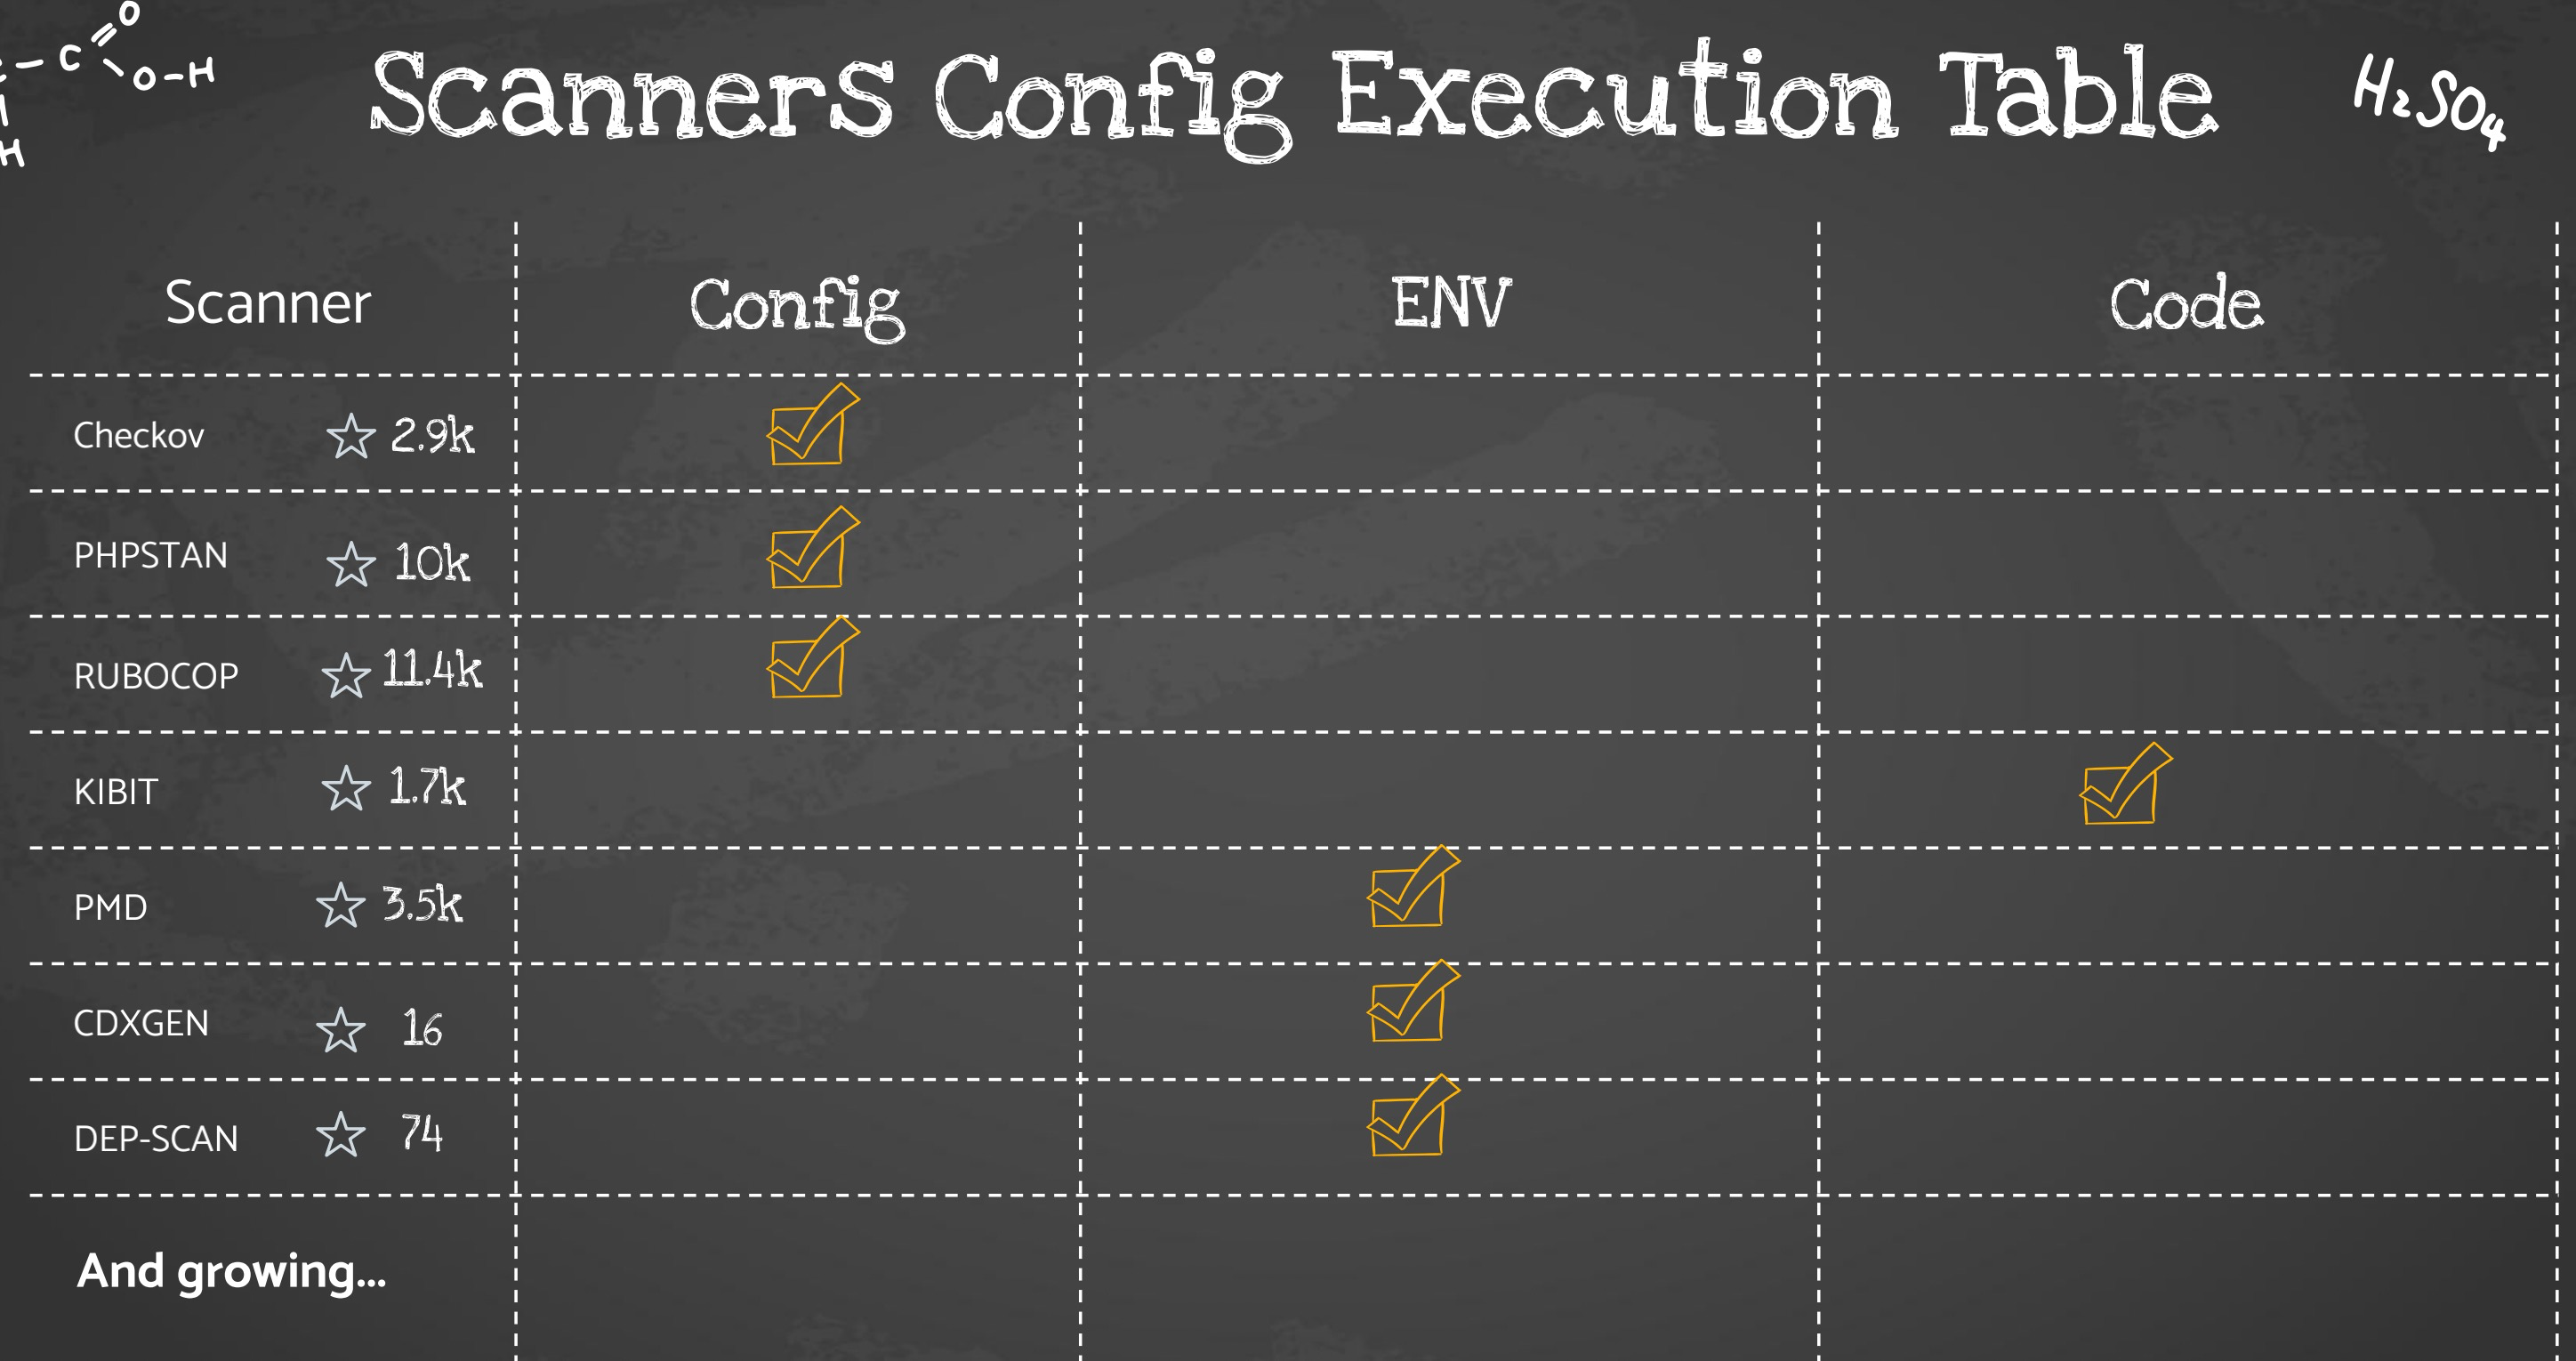 C
O
O-H
H
Scanners Config Execution Table
H₂SO₄
Scanner Config ENV Code
Checkov 2.9k
PHPSTAN 10k
RUBOCOP 11.4k
KIBIT 1.7k
PMD 3.5k
CDXGEN 16
DEP-SCAN 74
And growing...